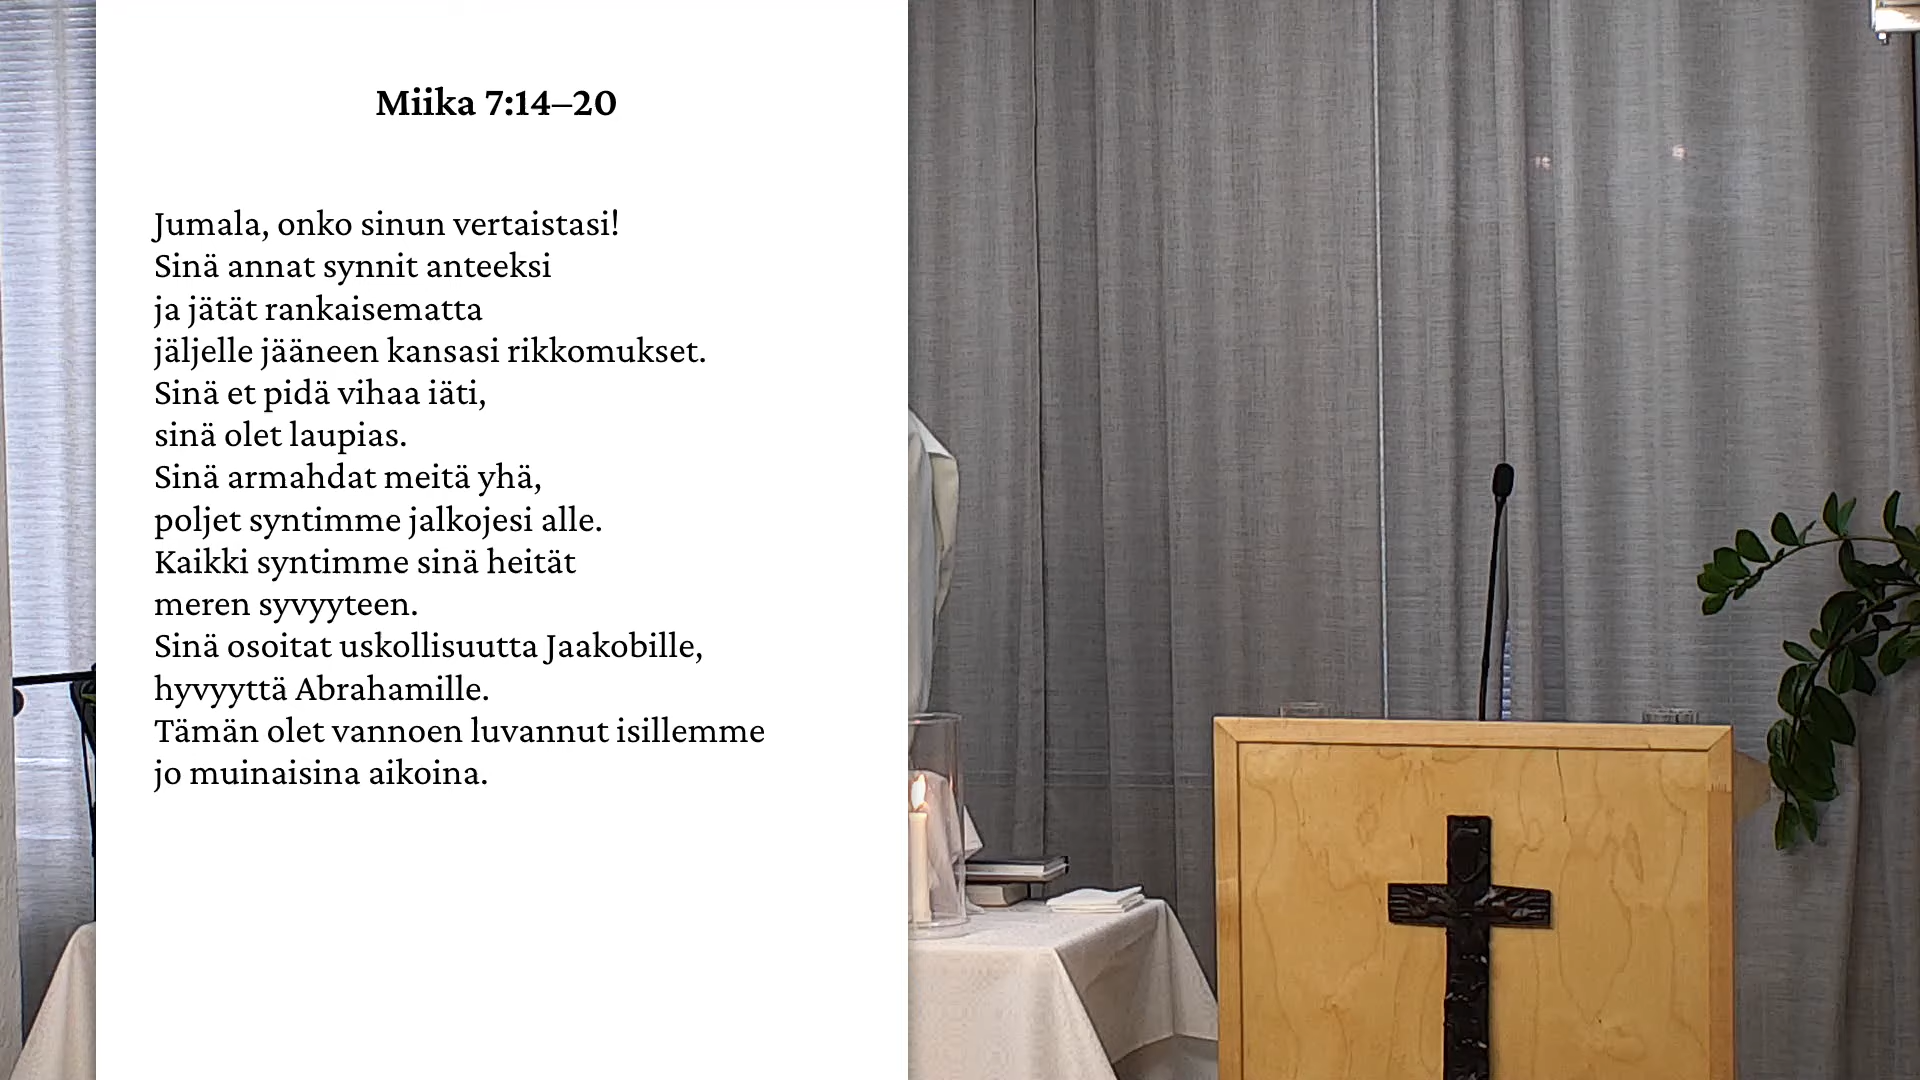 Miika 7:14–20
Jumala, onko sinun vertaistasi!
Sinä annat synnit anteeksi
ja jätät rankaisematta
jäljelle jääneen kansasi rikkomukset.
Sinä et pidä vihaa iäti,
sinä olet laupias.
Sinä armahdat meitä yhä,
poljet syntimme jalkojesi alle.
Kaikki syntimme sinä heität
meren syvyyteen.
Sinä osoitat uskollisuutta Jaakobille,
hyvyyttä Abrahamille.
Tämän olet vannoen luvannut isillemme
jo muinaisina aikoina.